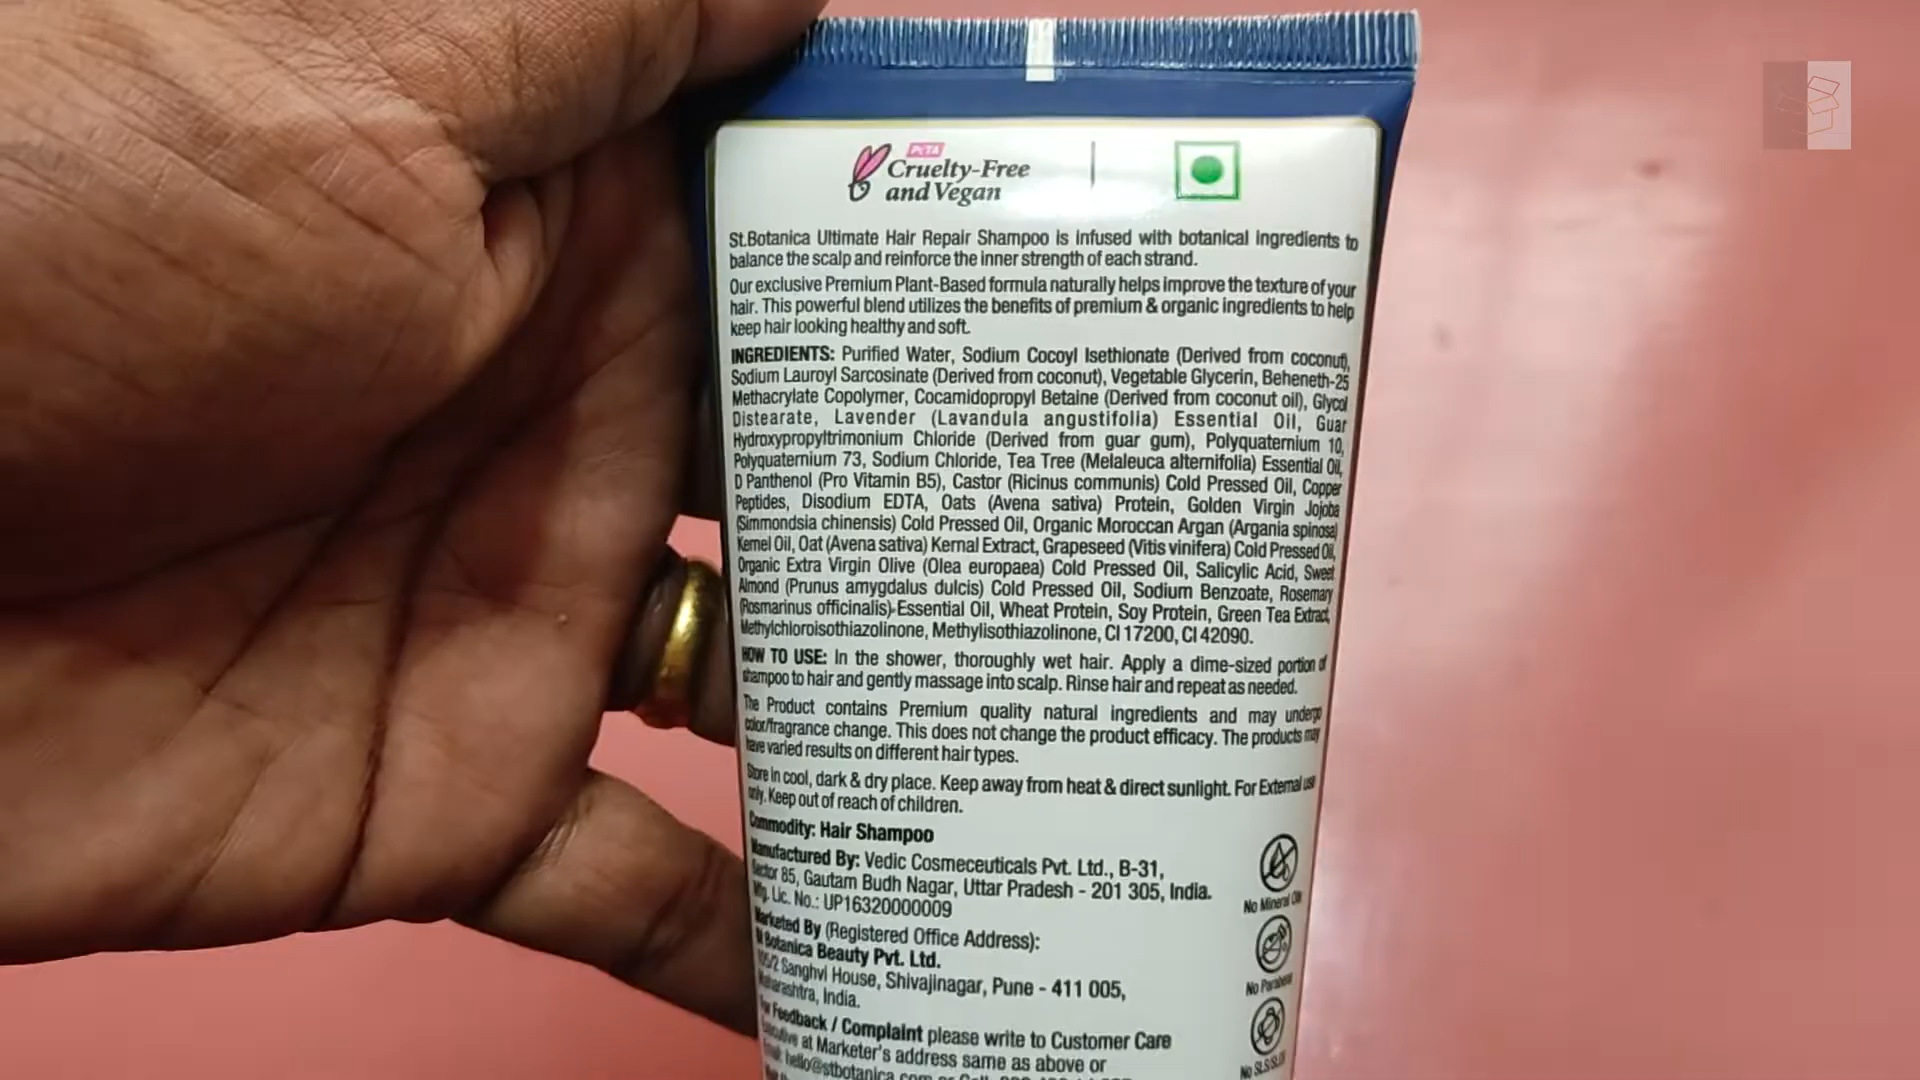 PETA
Cruelty-Free
and Vegan
St.Botanica Ultimate Hair Repair Shampoo is infused with botanical ingredients to
balance the scalp and reinforce the inner strength of each strand.
Our exclusive Premium Plant-Based formula naturally helps improve the texture of your
hair. This powerful blend utilizes the benefits of premium & organic ingredients to help
keep hair looking healthy and soft.
INGREDIENTS: Purified Water, Sodium Cocoyl Isethionate (Derived from coconut),
Sodium Lauroyl Sarcosinate (Derived from coconut), Vegetable Glycerin, Beheneth-25
Methacrylate Copolymer, Cocamidopropyl Betaine (Derived from coconut oil), Glycol
Distearate, Lavender (Lavandula angustifolia) Essential Oil, Guar
Hydroxypropyltrimonium Chloride (Derived from guar gum), Polyquaternium 10,
Polyquaternium 73, Sodium Chloride, Tea Tree (Melaleuca alternifolia) Essential Oil,
D Panthenol (Pro Vitamin B5), Castor (Ricinus communis) Cold Pressed Oil, Copper
Peptides, Disodium EDTA, Oats (Avena sativa) Protein, Golden Virgin Jojoba
(Simmondsia chinensis) Cold Pressed Oil, Organic Moroccan Argan (Argania spinosa)
Kernel Oil, Oat (Avena sativa) Kernal Extract, Grapeseed (Vitis vinifera) Cold Pressed Oil,
Organic Extra Virgin Olive (Olea europaea) Cold Pressed Oil, Salicylic Acid, Sweet
Almond (Prunus amygdalus dulcis) Cold Pressed Oil, Sodium Benzoate, Rosemary
(Rosmarinus officinalis) Essential Oil, Wheat Protein, Soy Protein, Green Tea Extract,
Methylchloroisothiazolinone, Methylisothiazolinone, CI 17200, CI 42090.
HOW TO USE: In the shower, thoroughly wet hair. Apply a dime-sized portion of
shampoo to hair and gently massage into scalp. Rinse hair and repeat as needed.
The Product contains Premium quality natural ingredients and may undergo
color/fragrance change. This does not change the product efficacy. The products may
have varied results on different hair types.
Store in cool, dark & dry place. Keep away from heat & direct sunlight. For External use
only. Keep out of reach of children.
Commodity: Hair Shampoo
Manufactured By: Vedic Cosmeceuticals Pvt. Ltd., B-31,
Sector 85, Gautam Budh Nagar, Uttar Pradesh - 201 305, India.
Mfg. Lic. No.: UP16320000009
Marketed By (Registered Office Address):
Botanica Beauty Pvt. Ltd.
Sanghvi House, Shivajinagar, Pune - 411 005,
Maharashtra, India.
For Feedback / Complaint please write to Customer Care
Executive at Marketer's address same as above or
hello@stbotanica.com or
No Mineral Oils
No Parabens
No SLS/SLES